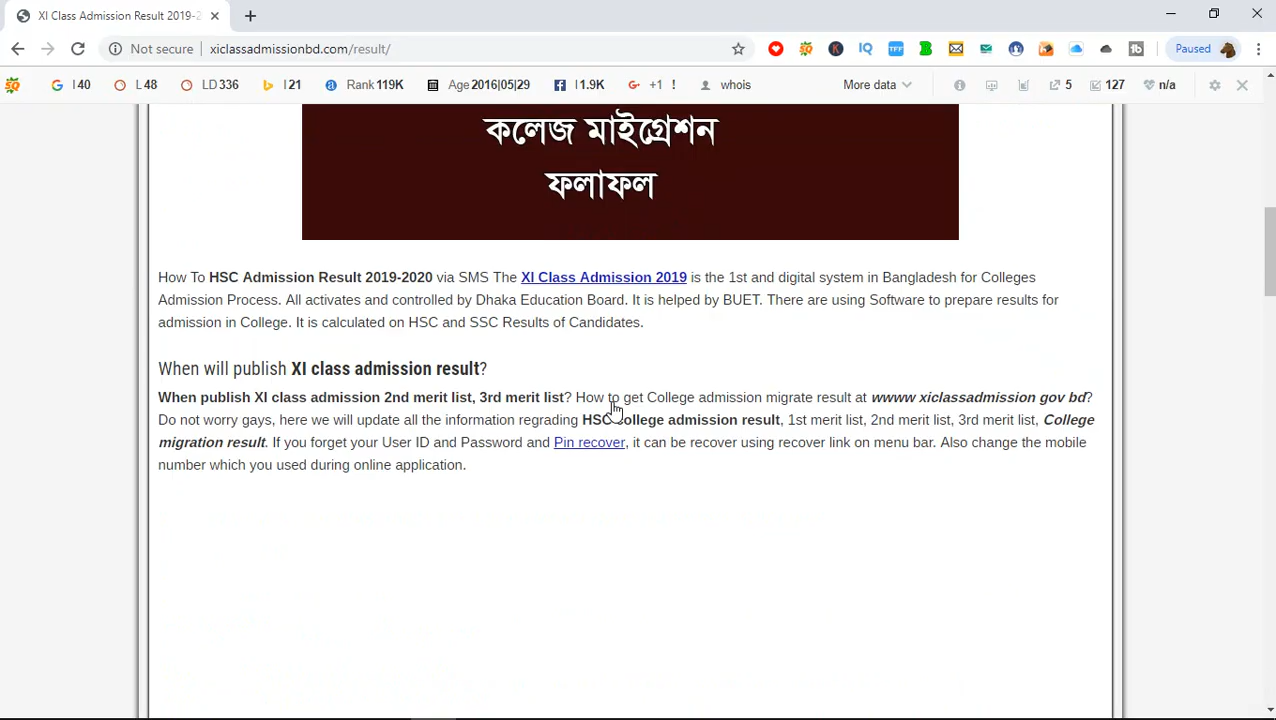 XI Class Admission Result 2019-2
Not secure
xiclassadmissionbd.com/result/
Paused
I 40
L 48
LD 336
I 21
Rank 119K
Age 2016|05|29
I 1.9K
+1 !
whois
More data
5
127
n/a
কলেজ মাইগ্রেশন
ফলাফল
How To HSC Admission Result 2019-2020 via SMS The XI Class Admission 2019 is the 1st and digital system in Bangladesh for Colleges
Admission Process. All activates and controlled by Dhaka Education Board. It is helped by BUET. There are using Software to prepare results for
admission in College. It is calculated on HSC and SSC Results of Candidates.
When will publish XI class admission result?
When publish XI class admission 2nd merit list, 3rd merit list? How to get College admission migrate result at wwww xiclassadmission gov bd?
Do not worry gays, here we will update all the information regrading HSC College admission result, 1st merit list, 2nd merit list, 3rd merit list, College
migration result. If you forget your User ID and Password and Pin recover, it can be recover using recover link on menu bar. Also change the mobile
number which you used during online application.